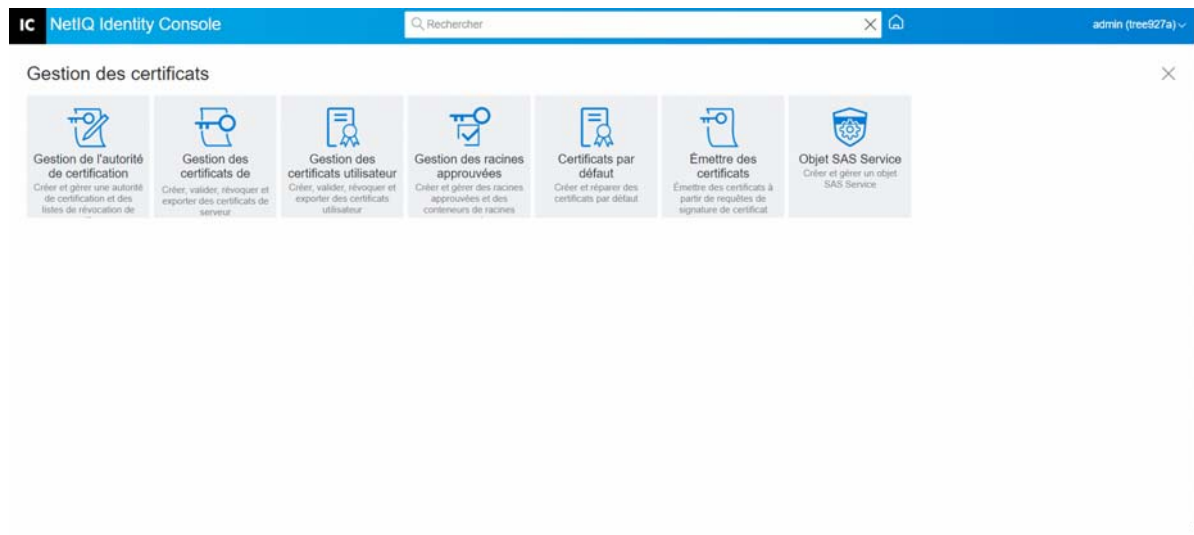 IC NetIQ Identity Console
Rechercher
admin (tree927a)
Gestion des certificats
Gestion de l'autorité
de certification
Créer et gérer une autorité
de certification et des
listes de révocation de
Gestion des
certificats de
Créer, valider, révoquer et
exporter des certificats de
serveur
Gestion des
certificats utilisateur
Créer, valider, révoquer et
exporter des certificats
utilisateur
Gestion des racines
approuvées
Créer et gérer des racines
approuvées et des
conteneurs de racines
Certificats par
défaut
Créer et réparer des
certificats par défaut
Émettre des
certificats
Émettre des certificats à
partir de requêtes de
signature de certificat
Objet SAS Service
Créer et gérer un objet
SAS Service